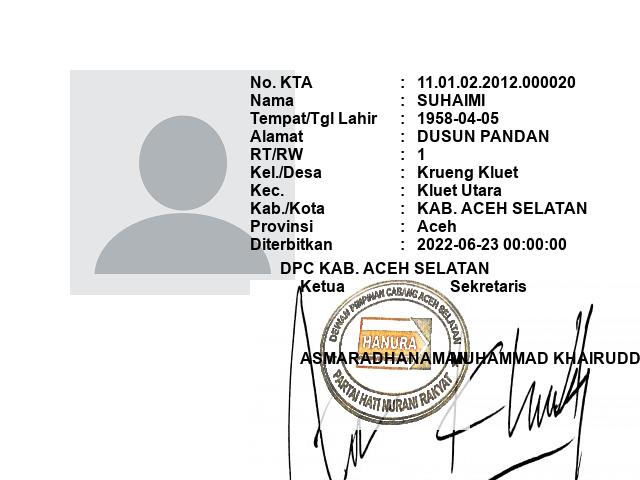 No. KTA : 11.01.02.2012.000020
Nama : SUHAIMI
Tempat/Tgl Lahir : 1958-04-05
Alamat : DUSUN PANDAN
RT/RW : 1
Kel./Desa : Krueng Kluet
Kec. : Kluet Utara
Kab./Kota : KAB. ACEH SELATAN
Provinsi : Aceh
Diterbitkan : 2022-06-23 00:00:00
DPC KAB. ACEH SELATAN
Ketua Sekretaris
DEWAN PIMPINAN CABANG ACEH SELATAN
HANURA
ASMARADHANAMAN MUHAMMAD KHAIRUDD
PARTAI HATI NURANI RAKYAT